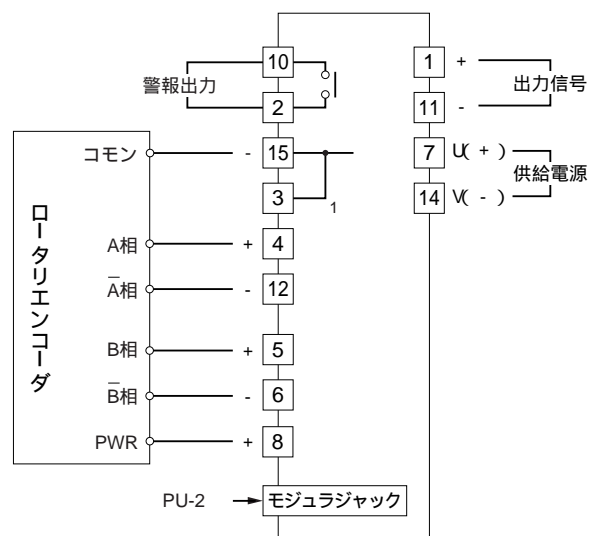 10
警報出力
2
1 +
出力信号
11 -
コモン - 15
3
1
7 U( + )
供給電源
14 V( - )
ロータリエンコーダ
A相 + 4
A̅相 - 12
B相 + 5
B̅相 - 6
PWR + 8
PU-2 モジュラジャック